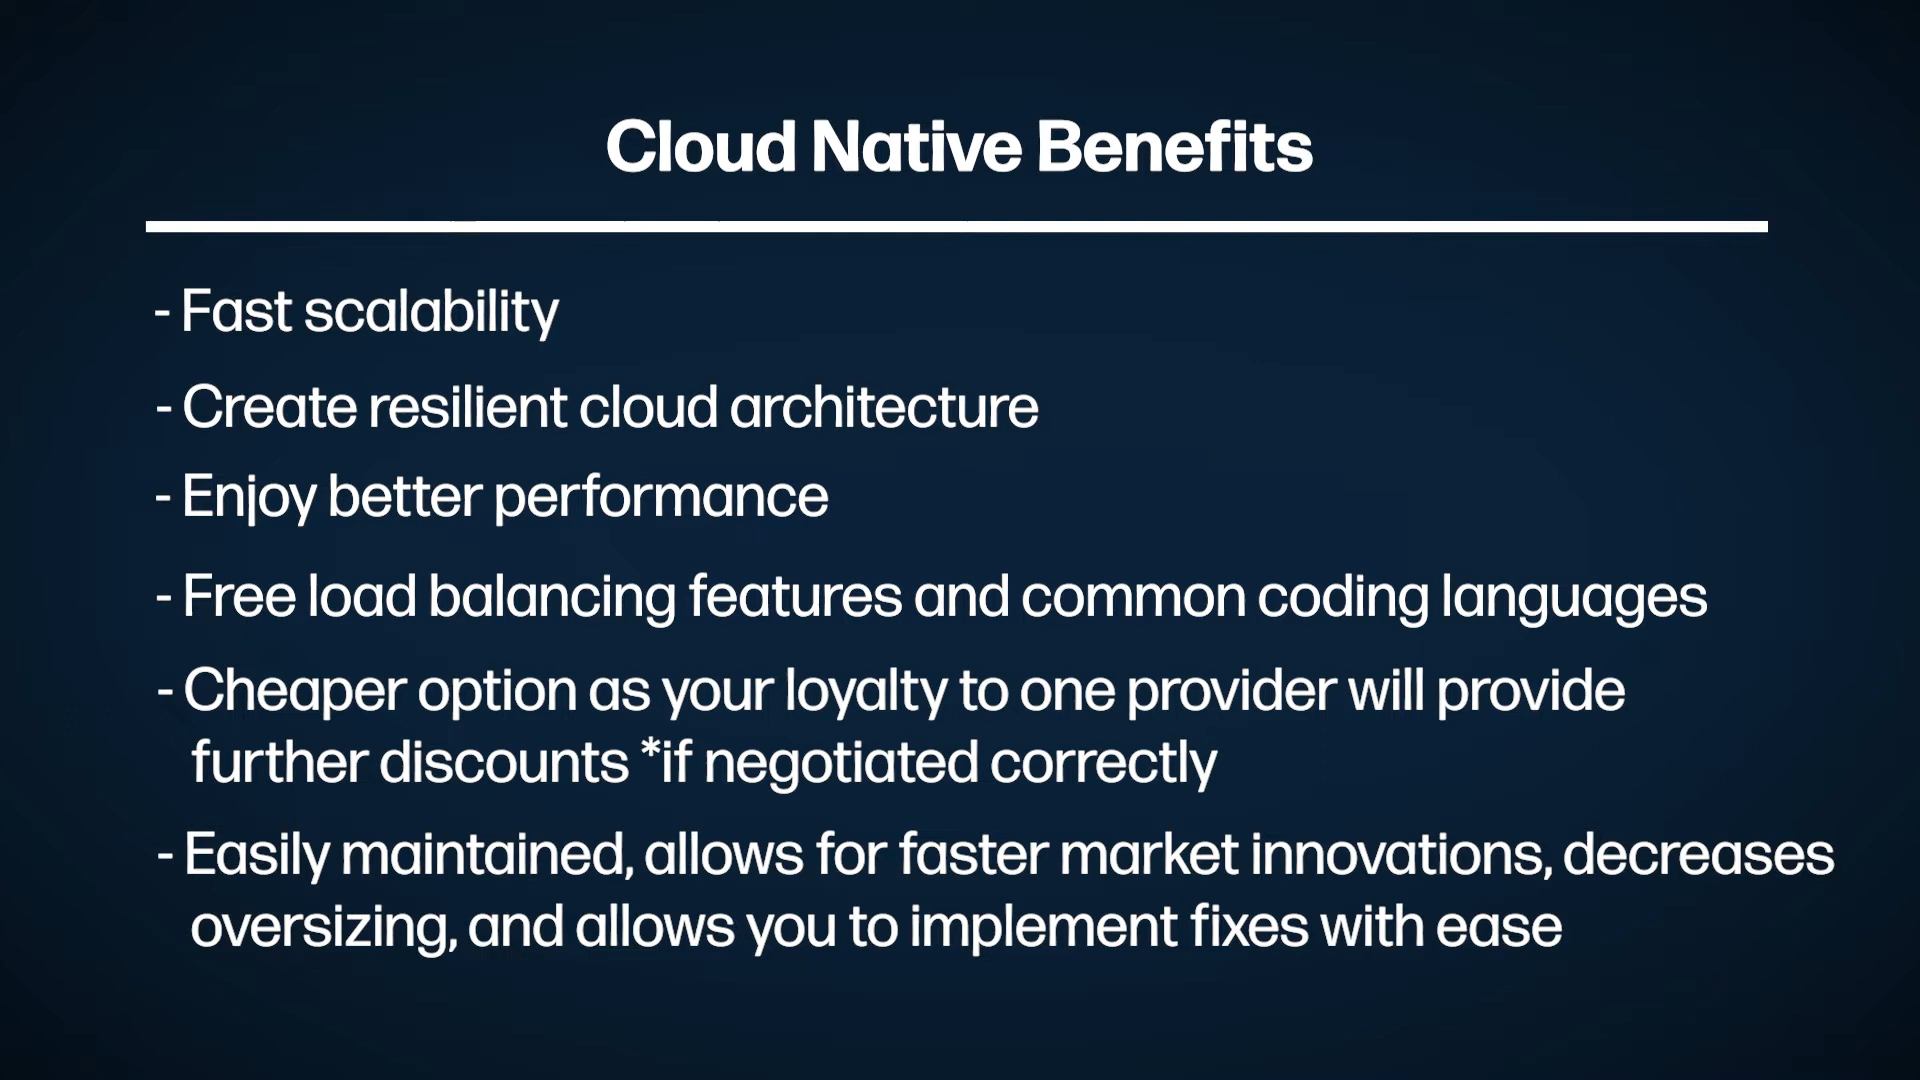 Cloud Native Benefits
- Fast scalability
- Create resilient cloud architecture
- Enjoy better performance
- Free load balancing features and common coding languages
- Cheaper option as your loyalty to one provider will provide
further discounts *if negotiated correctly
- Easily maintained, allows for faster market innovations, decreases
oversizing, and allows you to implement fixes with ease